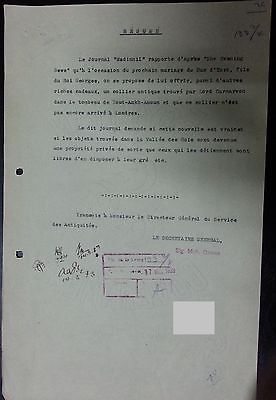 RESUME
Le Journal "Kadionil" rapporte d'après "The Evening
News" qu'à l'occasion du prochain mariage du Duc d'York, fils
du Roi Georges, on se propose de lui offrir, parmi d'autres
riches cadeaux, un collier antique trouvé par Lord Carnarvon
dans le tombeau de Tout-Ankh-Amoun et que ce collier n'est
pas encore arrivé à Londres.
Le dit journal demande si cette nouvelle est vraie et
si les objets trouvés dans la Vallée des Rois sont devenus
une propriété privée de sorte que ceux qui les détiennent sont
libres d'en disposer à leur gré
Transmis à Monsieur le Directeur Général du Service
des Antiquités.
LE SECRETAIRE GENERAL,